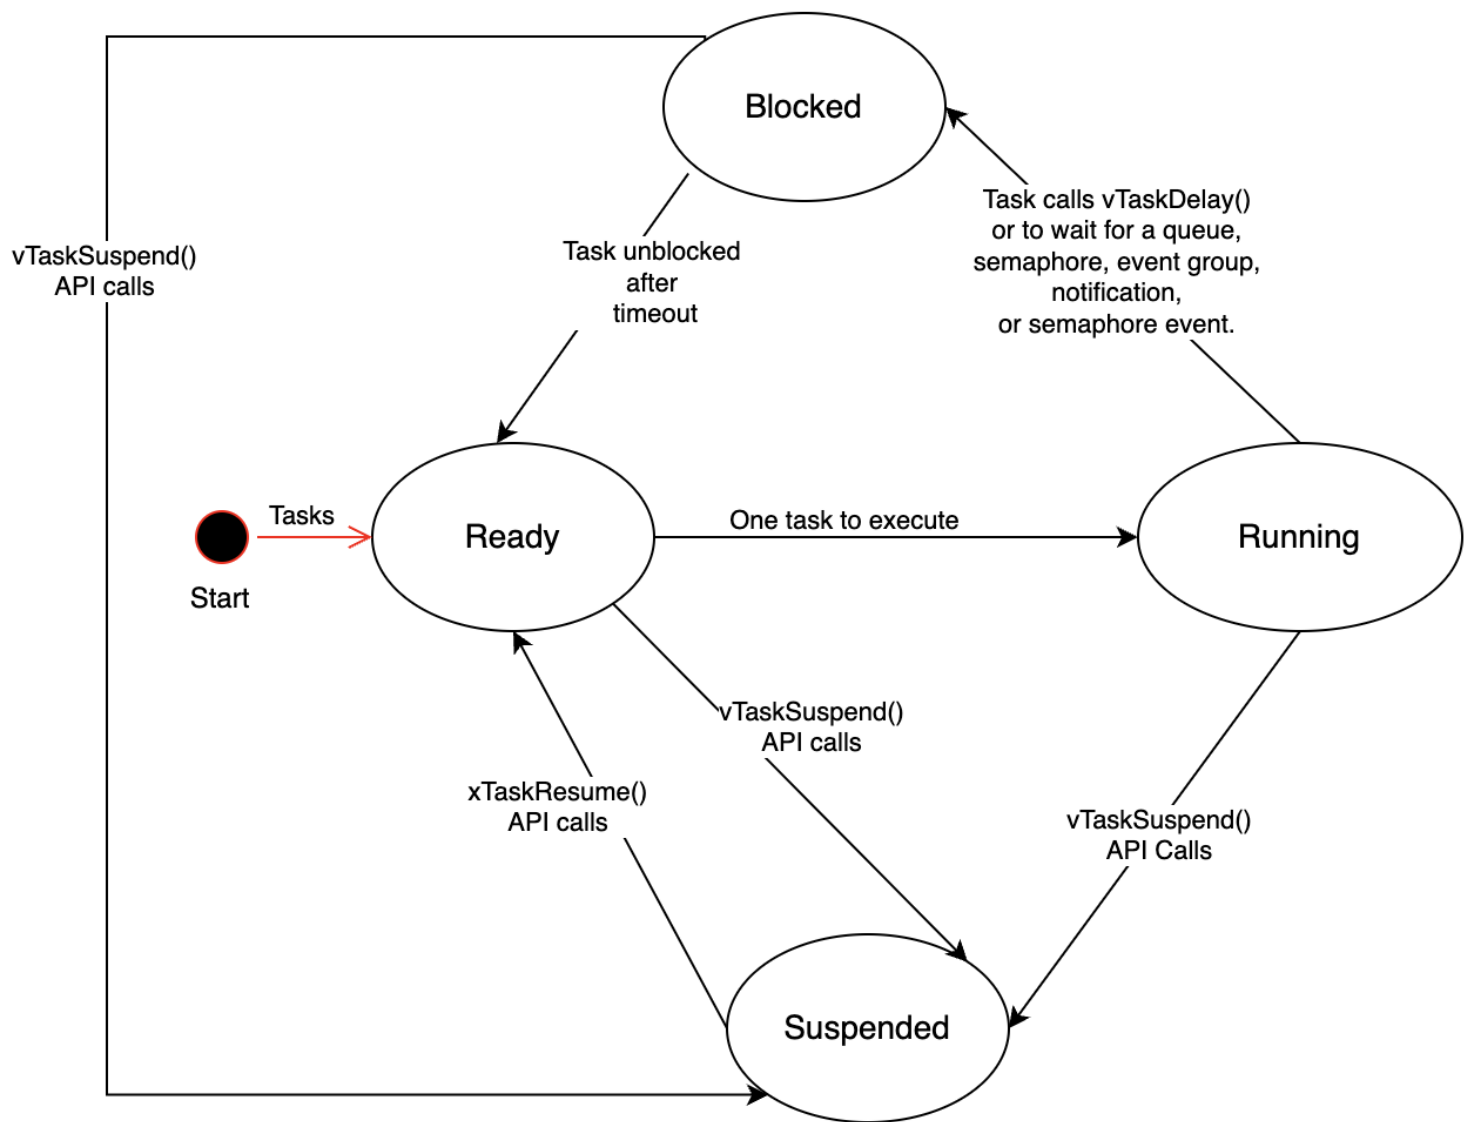 Blocked
Task calls vTaskDelay()
or to wait for a queue,
semaphore, event group,
notification,
or semaphore event.
vTaskSuspend()
API calls
Task unblocked
after
timeout
Tasks
Start
Ready
One task to execute
Running
vTaskSuspend()
API calls
xTaskResume()
API calls
vTaskSuspend()
API Calls
Suspended